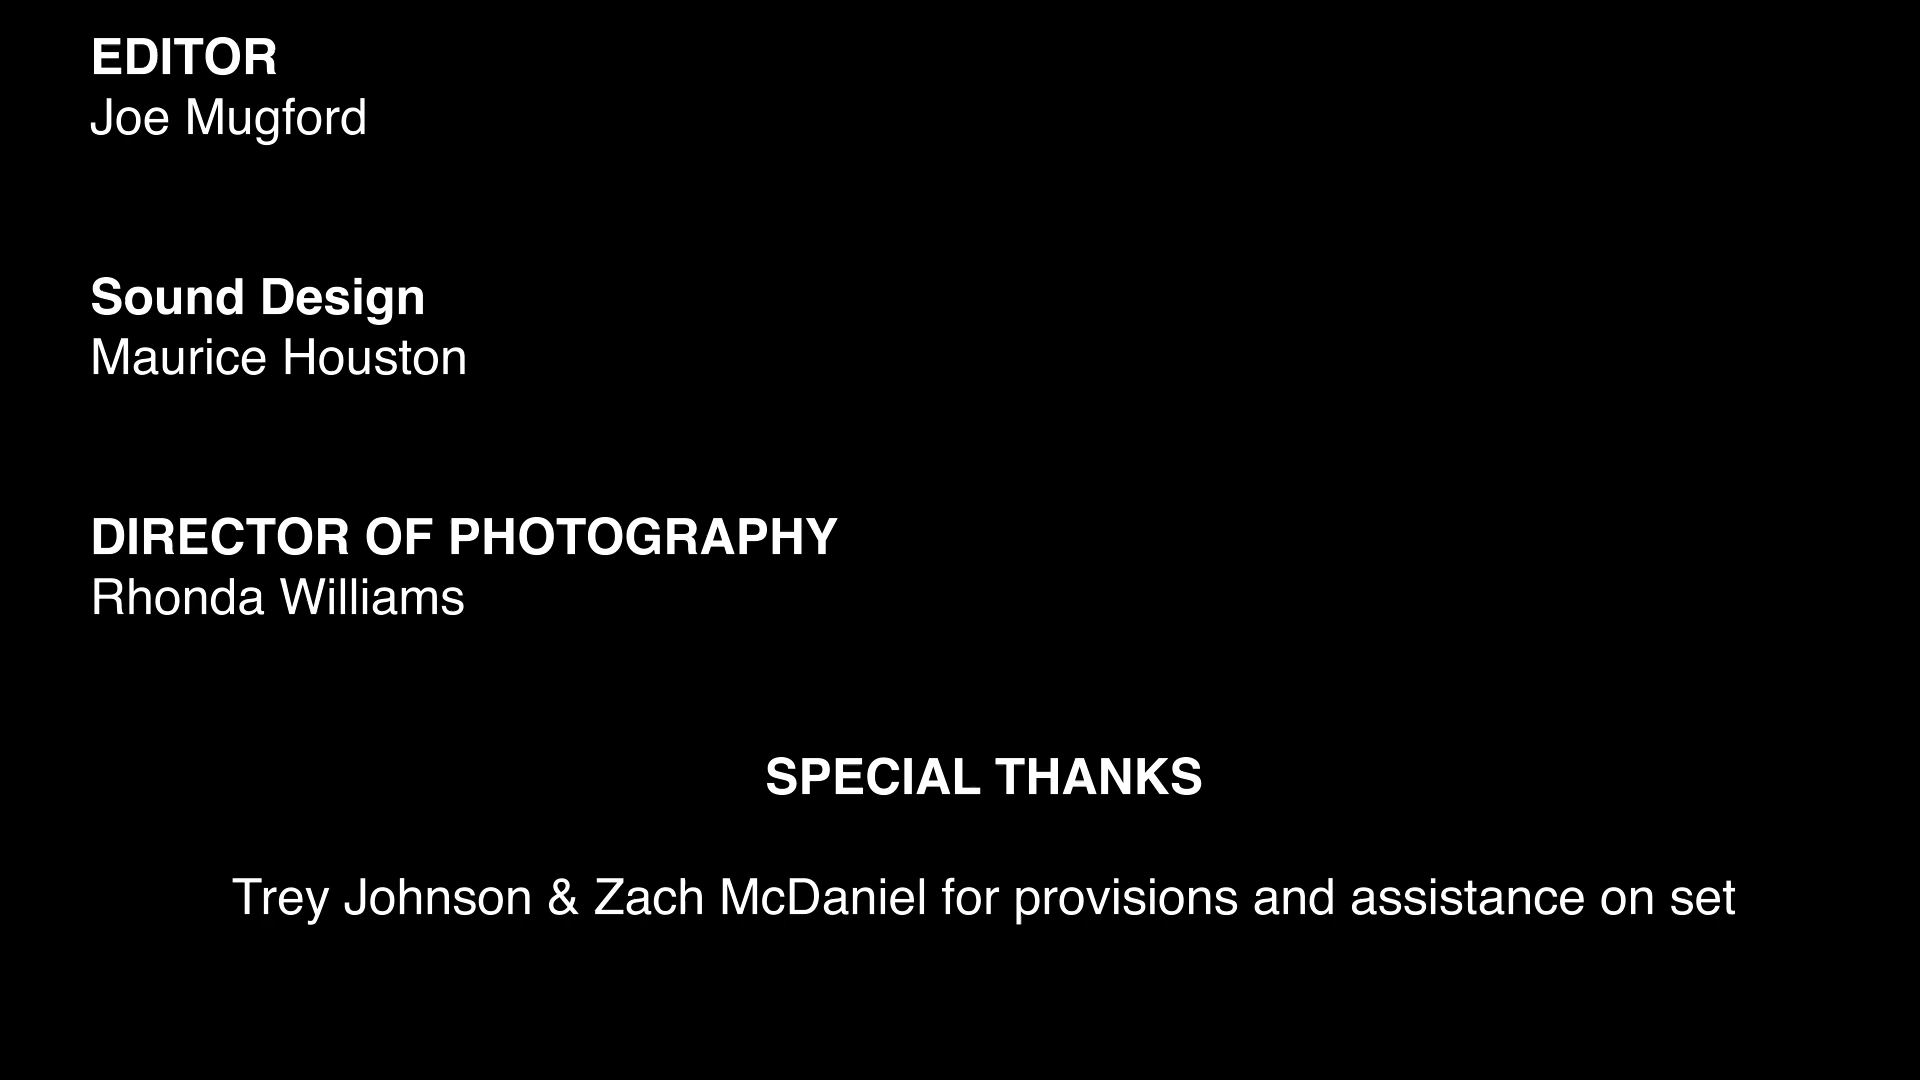 EDITOR
Joe Mugford
Sound Design
Maurice Houston
DIRECTOR OF PHOTOGRAPHY
Rhonda Williams
SPECIAL THANKS
Trey Johnson & Zach McDaniel for provisions and assistance on set